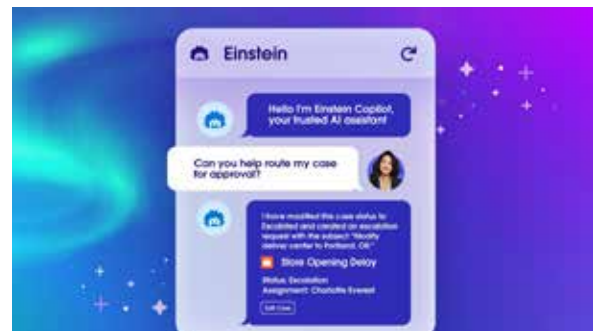 Einstein
Hello I'm Einstein Copilot,
your trusted AI assistant
Can you help route my case
for approval?
I have modified this case status to
Escalated and created an escalation
request with the subject "Modify
deliver center to Portland, OR."
Store Opening Delay
Status: Escalation
Assignment: Charlotte Everest
Edit Case